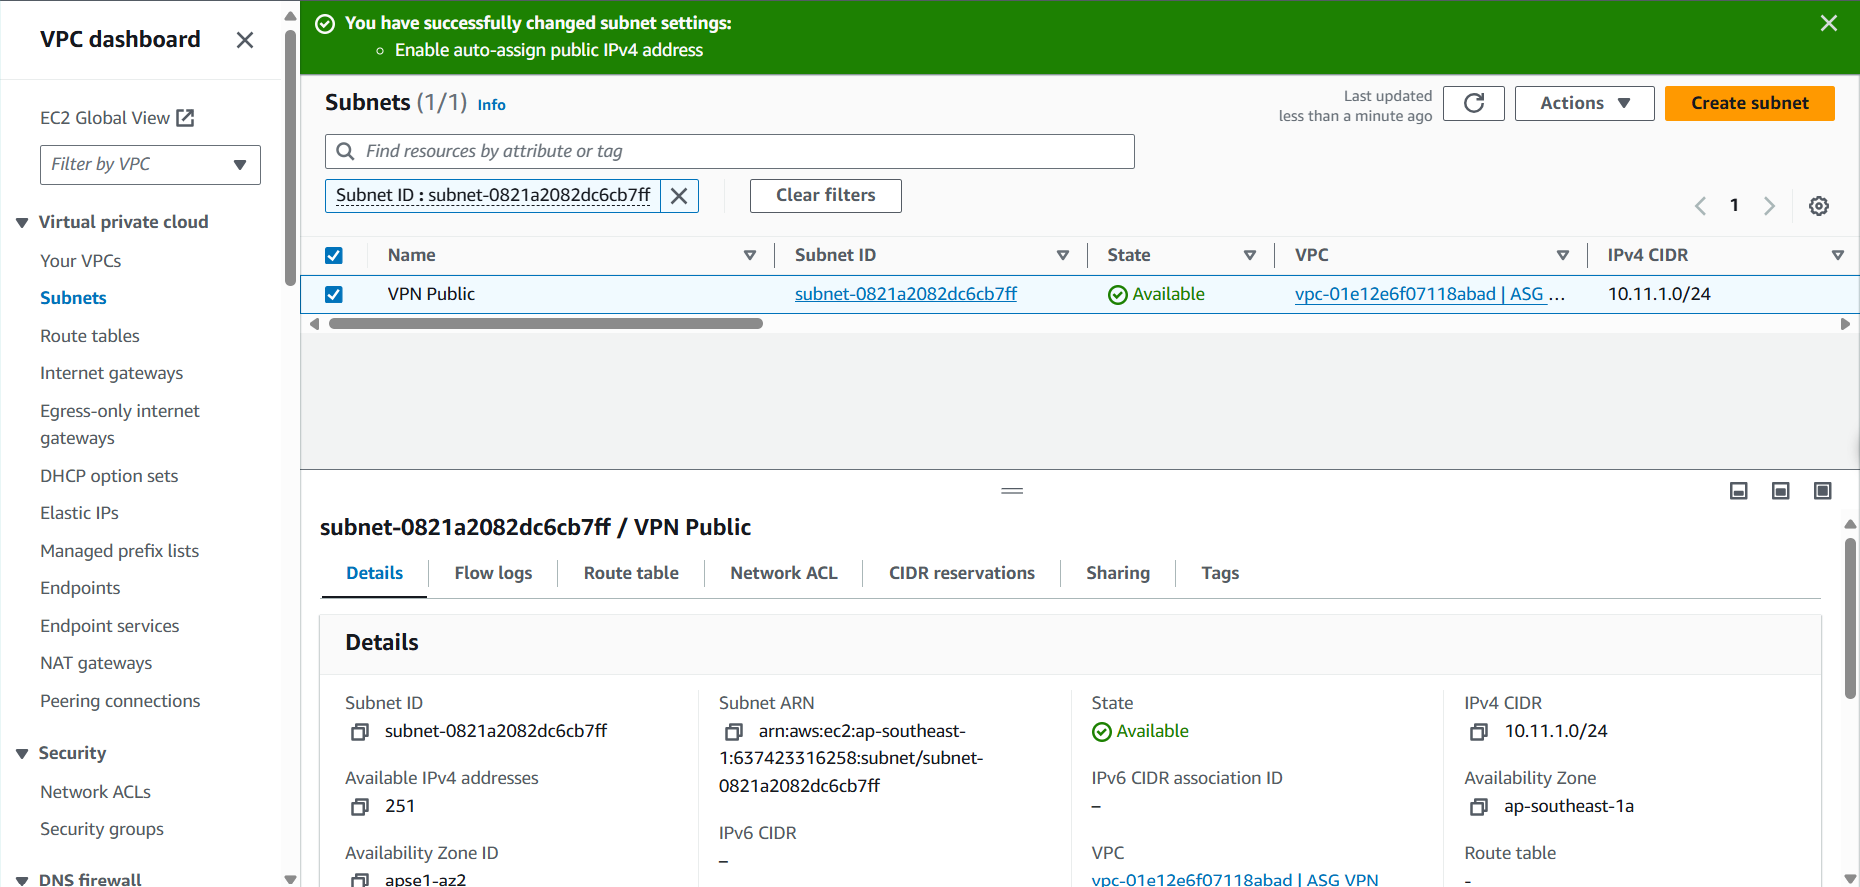 VPC dashboard
EC2 Global View
Filter by VPC
Virtual private cloud
Your VPCs
Subnets
Route tables
Internet gateways
Egress-only internet
gateways
DHCP option sets
Elastic IPs
Managed prefix lists
Endpoints
Endpoint services
NAT gateways
Peering connections
Security
Network ACLs
Security groups
DNS firewall
You have successfully changed subnet settings:
Enable auto-assign public IPv4 address
Subnets (1/1) Info
Last updated
less than a minute ago
Actions
Create subnet
Find resources by attribute or tag
Subnet ID : subnet-0821a2082dc6cb7ff
Clear filters
1
Name Subnet ID State VPC IPv4 CIDR
VPN Public subnet-0821a2082dc6cb7ff Available vpc-01e12e6f07118abad | ASG ... 10.11.1.0/24
subnet-0821a2082dc6cb7ff / VPN Public
Details Flow logs Route table Network ACL CIDR reservations Sharing Tags
Details
Subnet ID
subnet-0821a2082dc6cb7ff
Available IPv4 addresses
251
Availability Zone ID
apse1-az2
Subnet ARN
arn:aws:ec2:ap-southeast-
1:637423316258:subnet/subnet-
0821a2082dc6cb7ff
IPv6 CIDR
–
State
Available
IPv6 CIDR association ID
–
VPC
vpc-01e12e6f07118abad | ASG VPN
IPv4 CIDR
10.11.1.0/24
Availability Zone
ap-southeast-1a
Route table
-